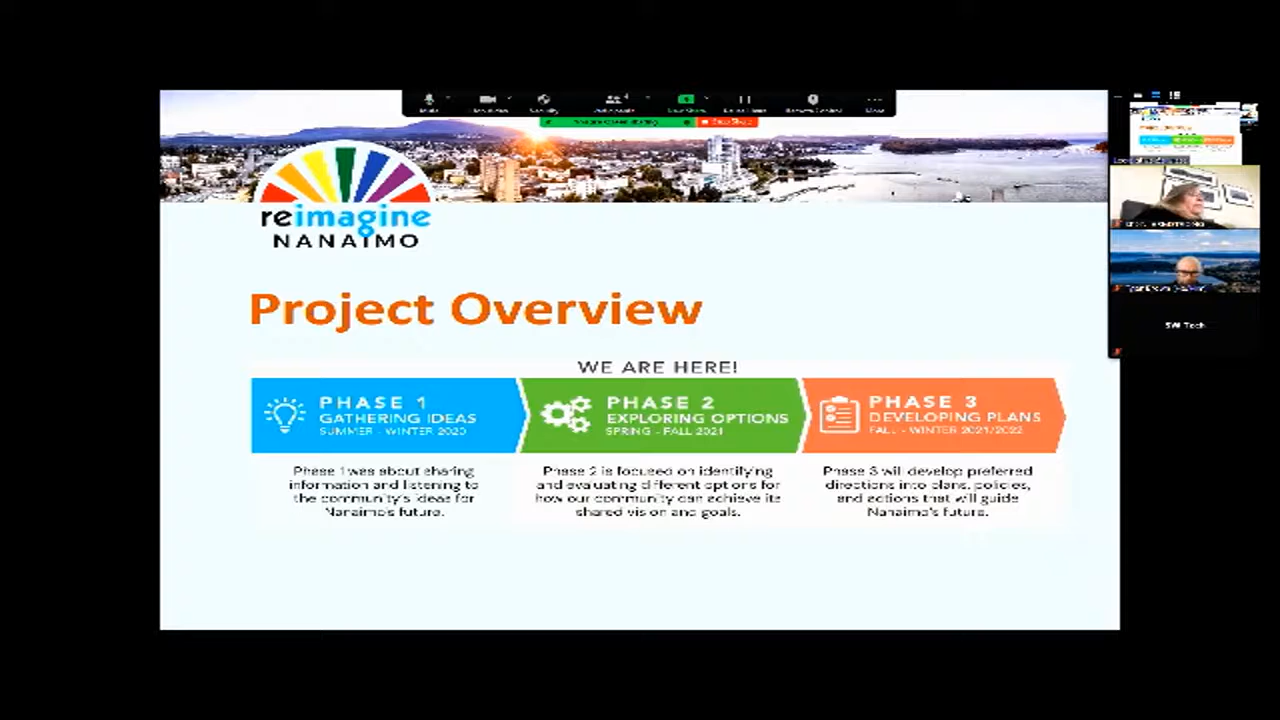 reimagine
NANAIMO
Project Overview
WE ARE HERE!
PHASE 1
GATHERING IDEAS
SUMMER - WINTER 2020
Phase 1 was about sharing
information and listening to
the community's ideas for
Nanaimo's future.
PHASE 2
EXPLORING OPTIONS
SPRING - FALL 2021
Phase 2 is focused on identifying
and evaluating different options for
how our community can achieve its
shared vision and goals.
PHASE 3
DEVELOPING PLANS
FALL - WINTER 2021/2022
Phase 3 will develop preferred
directions into plans, policies,
and actions that will guide
Nanaimo's future.
SW Tech